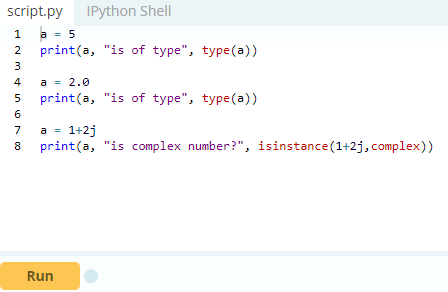 script.py IPython Shell
1 a = 5
2 print(a, "is of type", type(a))
3
4 a = 2.0
5 print(a, "is of type", type(a))
6
7 a = 1+2j
8 print(a, "is complex number?", isinstance(1+2j,complex))
Run